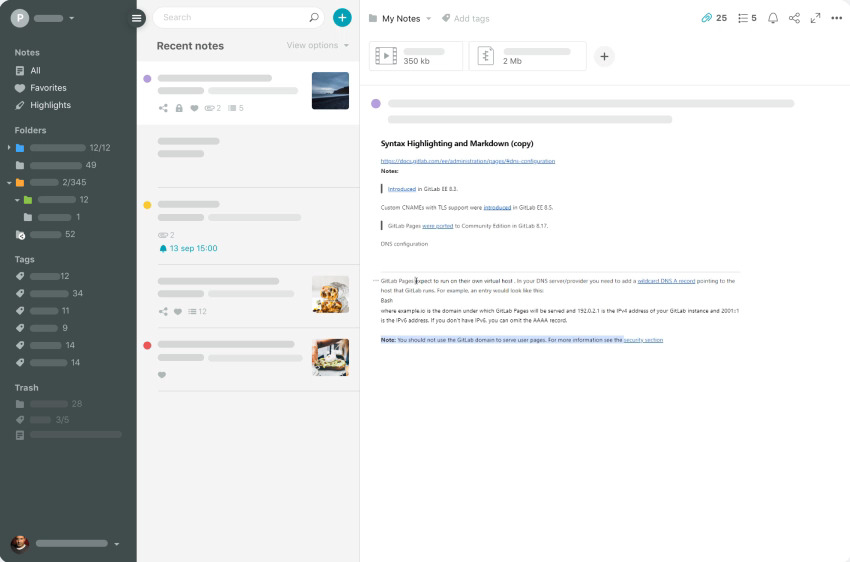 P
Notes
All
Favorites
Highlights
Folders
12/12
49
2/345
12
1
52
Tags
12
34
11
9
14
14
Trash
28
3/5
Search
Recent notes
View options
2
5
2
13 sep 15:00
12
My Notes
Add tags
25
5
350 kb
2 Mb
Syntax Highlighting and Markdown (copy)
https://docs.gitlab.com/ee/administration/pages/#dns-configuration
Notes:
Introduced in GitLab EE 8.3.
Custom CNAMEs with TLS support were introduced in GitLab EE 8.5.
GitLab Pages were ported to Community Edition in GitLab 8.17.
DNS configuration
GitLab Pages expect to run on their own virtual host . In your DNS server/provider you need to add a wildcard DNS A record pointing to the
host that GitLab runs. For example, an entry would look like this:
Bash
where example.io is the domain under which GitLab Pages will be served and 192.0.2.1 is the IPv4 address of your GitLab instance and 2001::1
is the IPv6 address. If you don't have IPv6, you can omit the AAAA record.
Note: You should not use the GitLab domain to serve user pages. For more information see the security section